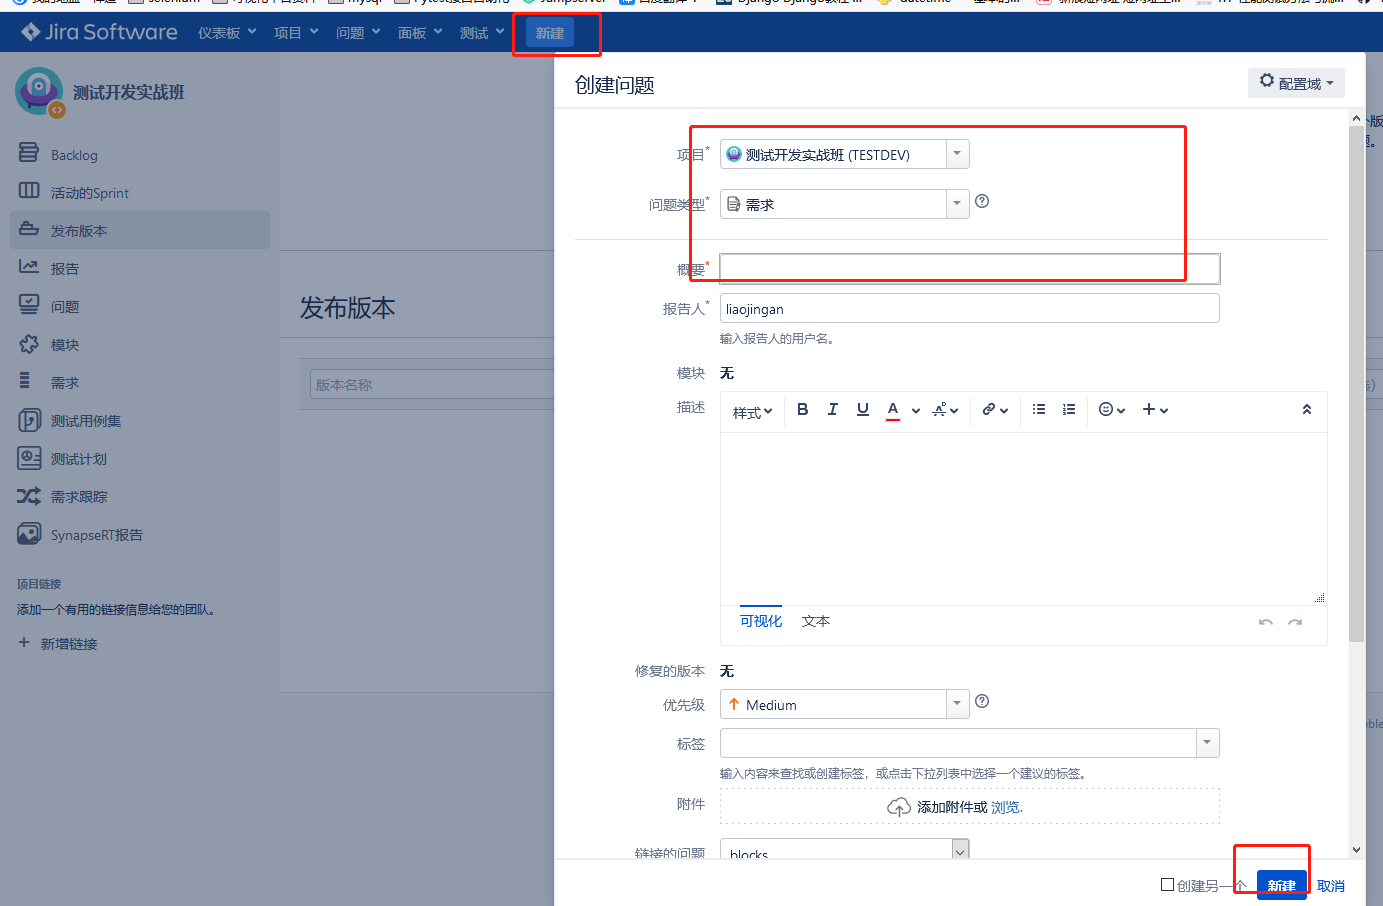 selenium
mysql
Jumpserver
datetime
Jira Software 仪表板 项目 问题 面板 测试 新建
测试开发实战班
Backlog
活动的Sprint
发布版本
报告
问题
模块
需求
测试用例集
测试计划
需求跟踪
SynapseRT报告
项目链接
添加一个有用的链接信息给您的团队。
+ 新增链接
发布版本
版本名称
创建问题
配置域
项目* 测试开发实战班 (TESTDEV)
问题类型* 需求
概要*
报告人* liaojingan
输入报告人的用户名。
模块 无
描述 样式 B I U A
可视化 文本
修复的版本 无
优先级 Medium
标签
输入内容来查找或创建标签，或点击下拉列表中选择一个建议的标签。
附件 添加附件或 浏览.
链接的问题 blocks
创建另一个 新建 取消